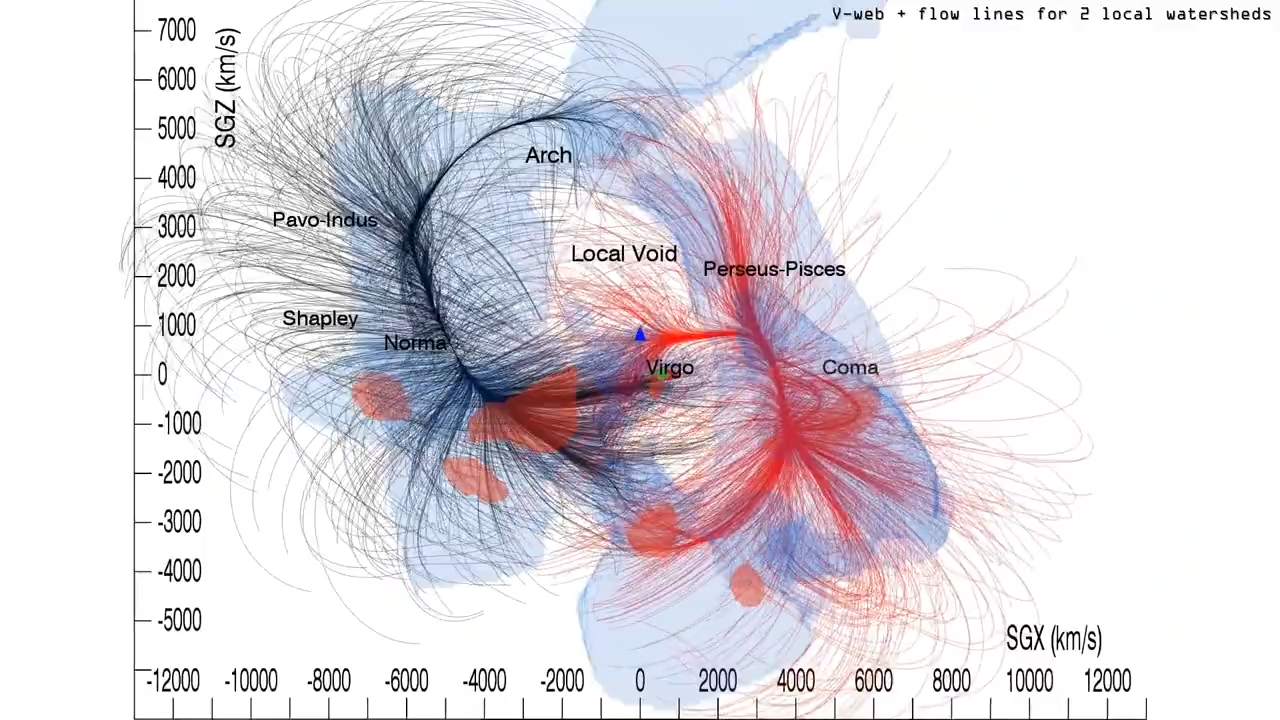 V-web + flow lines for 2 local watersheds
SGZ (km/s)
7000
6000
5000
4000
3000
2000
1000
0
-1000
-2000
-3000
-4000
-5000
Arch
Pavo-Indus
Local Void
Perseus-Pisces
Shapley
Norma
Virgo
Coma
SGX (km/s)
-12000 -10000 -8000 -6000 -4000 -2000 0 2000 4000 6000 8000 10000 12000